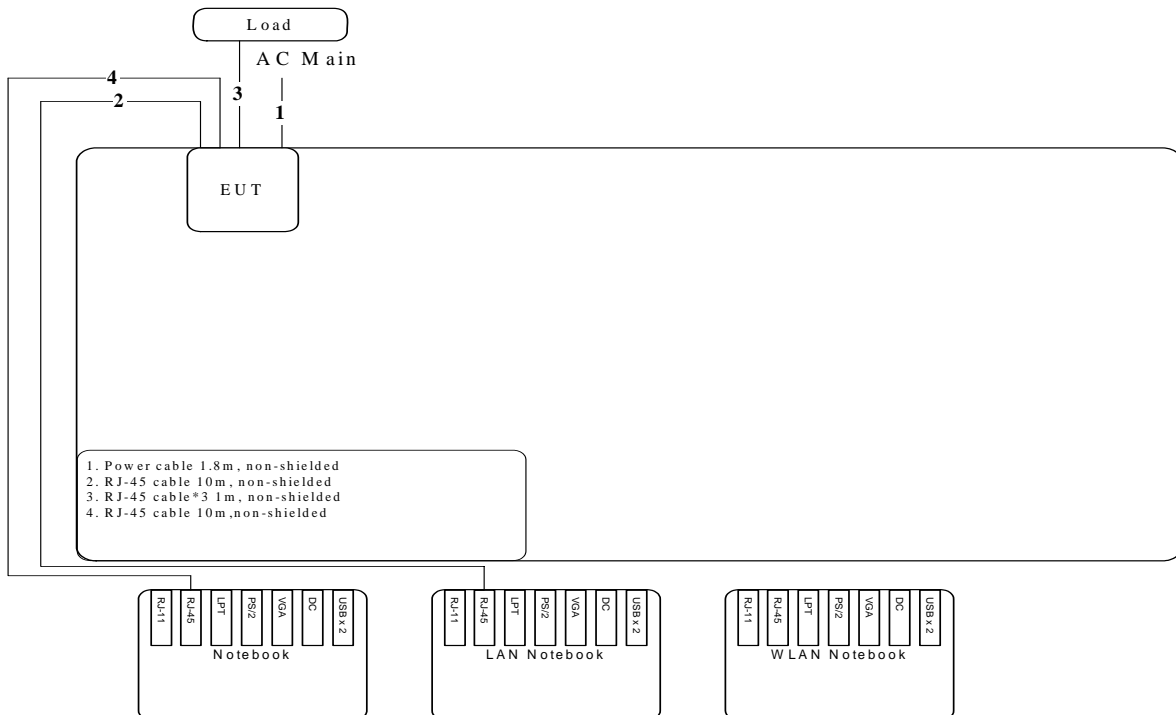 Load
AC Main
4
3
2
1
EUT
1. Power cable 1.8m, non-shielded
2. RJ-45 cable 10m, non-shielded
3. RJ-45 cable*3 1m, non-shielded
4. RJ-45 cable 10m,non-shielded
RJ-11 RJ-45 LPT PS/2 VGA DC USB x 2
Notebook
RJ-11 RJ-45 LPT PS/2 VGA DC USB x 2
LAN Notebook
RJ-11 RJ-45 LPT PS/2 VGA DC USB x 2
WLAN Notebook